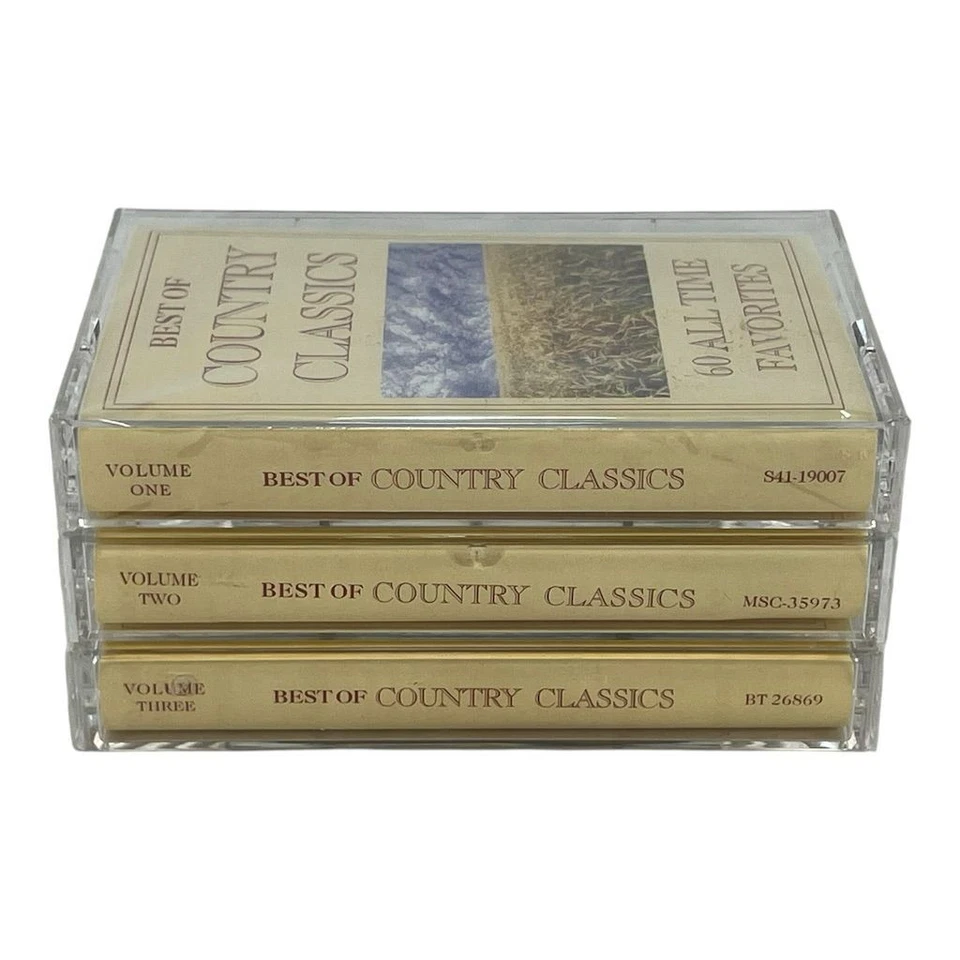 BEST OF
COUNTRY
CLASSICS
60 ALL TIME
FAVORITES
VOLUME
ONE
BEST OF COUNTRY CLASSICS
S41-19007
VOLUME
TWO
BEST OF COUNTRY CLASSICS
MSC-35973
VOLUME
THREE
BEST OF COUNTRY CLASSICS
BT 26869